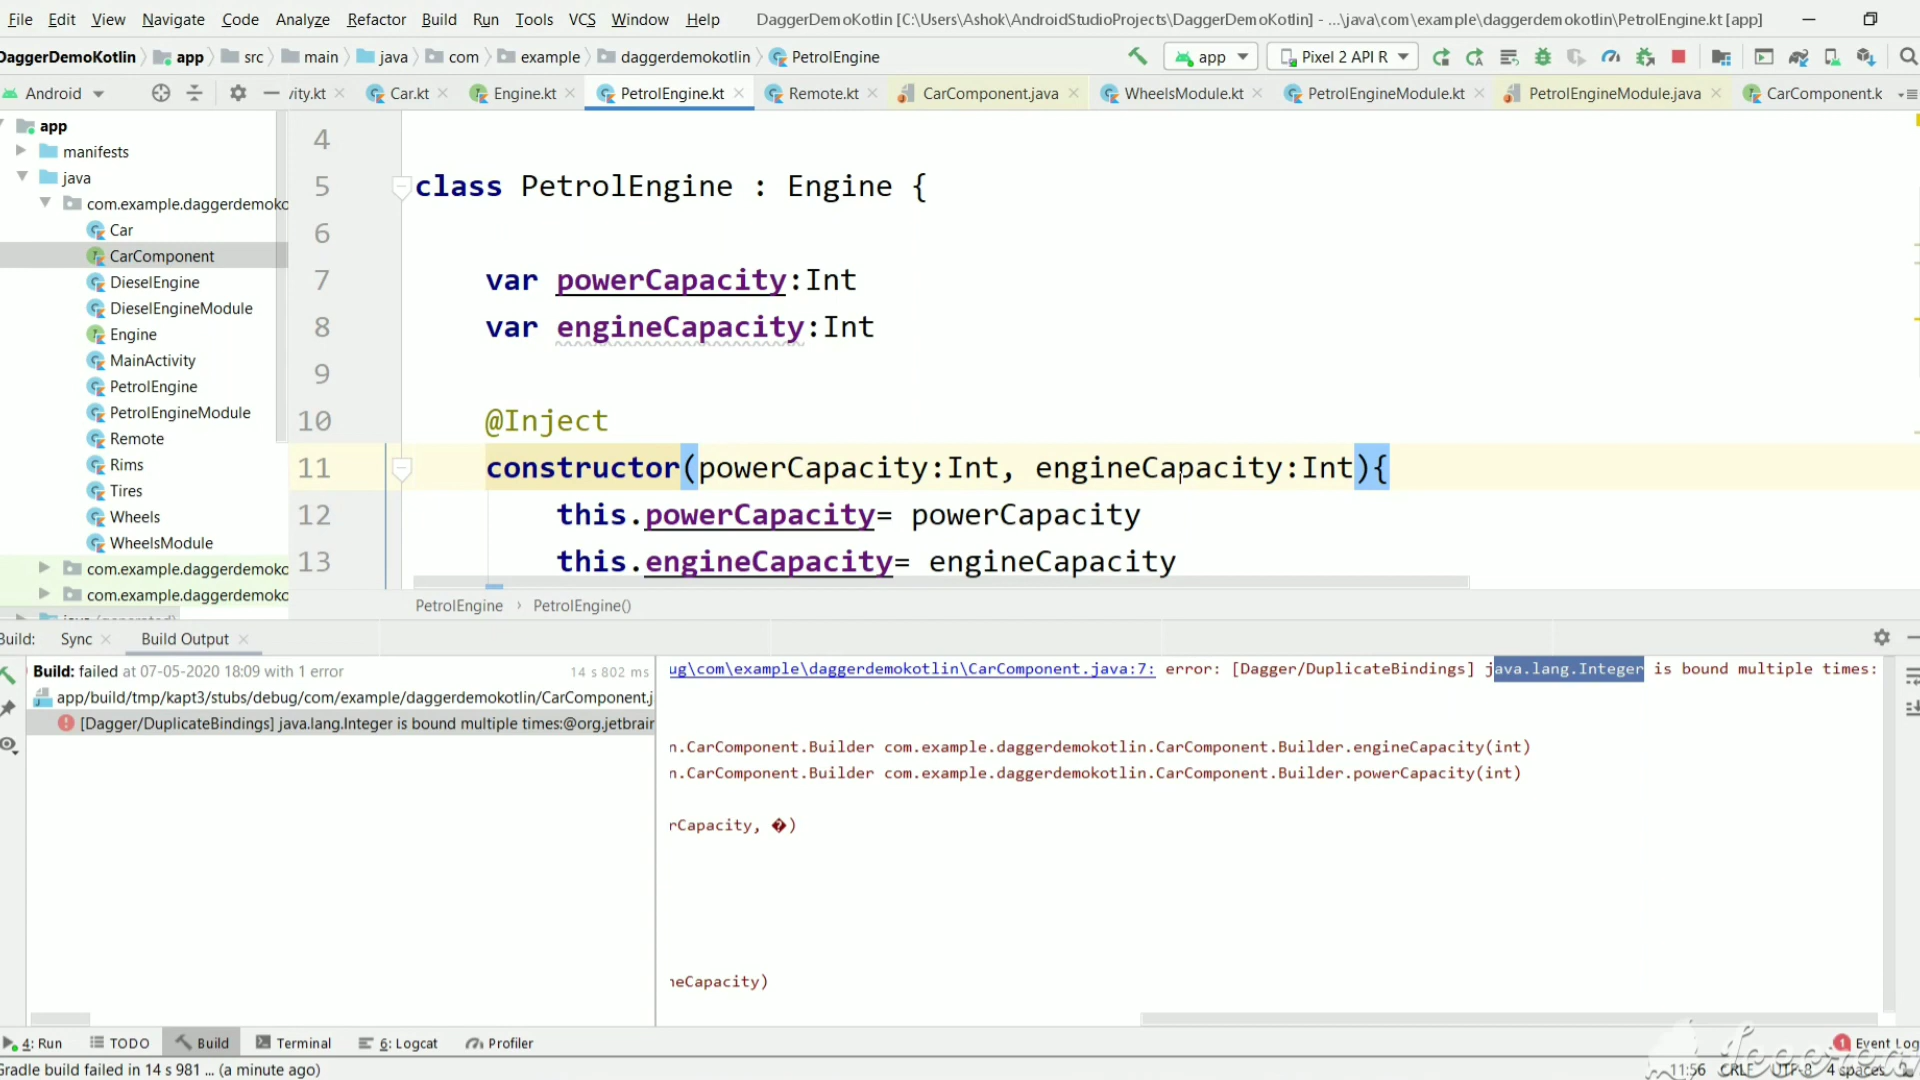 File Edit View Navigate Code Analyze Refactor Build Run Tools VCS Window Help DaggerDemoKotlin [C:\Users\Ashok\AndroidStudioProjects\DaggerDemoKotlin] - ...\java\com\example\daggerdemokotlin\PetrolEngine.kt [app]
DaggerDemoKotlin app src main java com example daggerdemokotlin PetrolEngine app Pixel 2 API R
Android vity.kt Car.kt Engine.kt PetrolEngine.kt Remote.kt CarComponent.java WheelsModule.kt PetrolEngineModule.kt PetrolEngineModule.java CarComponent.k
app
manifests
java
com.example.daggerdemoko
Car
CarComponent
DieselEngine
DieselEngineModule
Engine
MainActivity
PetrolEngine
PetrolEngineModule
Remote
Rims
Tires
Wheels
WheelsModule
com.example.daggerdemoko
com.example.daggerdemoko
java (generated)
4
5 class PetrolEngine : Engine {
6
7 var powerCapacity:Int
8 var engineCapacity:Int
9
10 @Inject
11 constructor(powerCapacity:Int, engineCapacity:Int){
12 this.powerCapacity= powerCapacity
13 this.engineCapacity= engineCapacity
PetrolEngine › PetrolEngine()
Build: Sync Build Output
Build: failed at 07-05-2020 18:09 with 1 error 14 s 802 ms
app/build/tmp/kapt3/stubs/debug/com/example/daggerdemokotlin/CarComponent.j
[Dagger/DuplicateBindings] java.lang.Integer is bound multiple times:@org.jetbrair
ug\com\example\daggerdemokotlin\CarComponent.java:7: error: [Dagger/DuplicateBindings] java.lang.Integer is bound multiple times:
n.CarComponent.Builder com.example.daggerdemokotlin.CarComponent.Builder.engineCapacity(int)
n.CarComponent.Builder com.example.daggerdemokotlin.CarComponent.Builder.powerCapacity(int)
rCapacity, �)
neCapacity)
4: Run TODO Build Terminal 6: Logcat Profiler 1 Event Log
Gradle build failed in 14 s 981 ... (a minute ago) 11:56 CRLF UTF-8 4 spaces